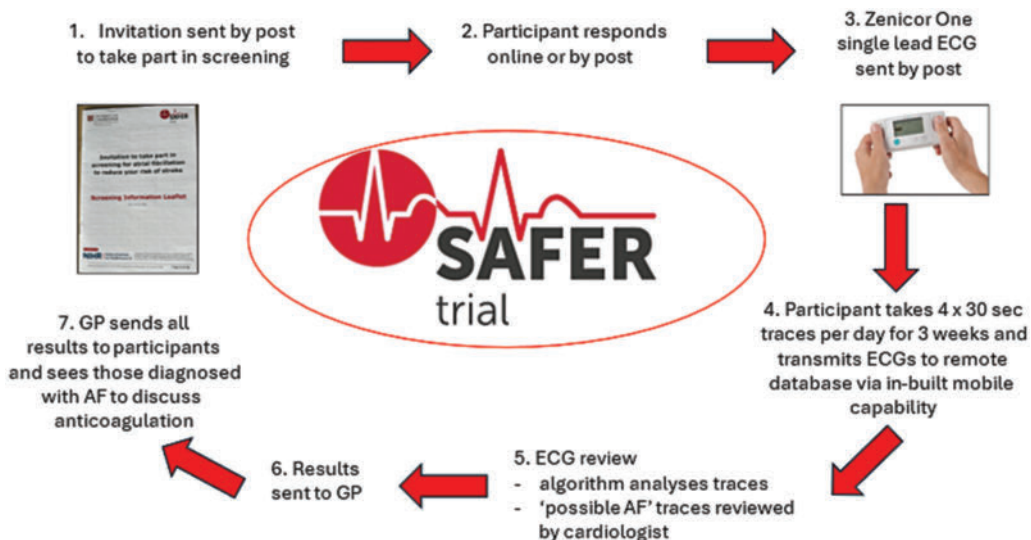 1. Invitation sent by post
to take part in screening
2. Participant responds
online or by post
3. Zenicor One
single lead ECG
sent by post
SAFER
Invitation to take part in
screening for atrial fibrillation
to reduce your risk of stroke
Screening Information Leaflet
NIHR
SAFER
trial
4. Participant takes 4 x 30 sec
traces per day for 3 weeks and
transmits ECGs to remote
database via in-built mobile
capability
5. ECG review
- algorithm analyses traces
- ‘possible AF’ traces reviewed
by cardiologist
6. Results
sent to GP
7. GP sends all
results to participants
and sees those diagnosed
with AF to discuss
anticoagulation